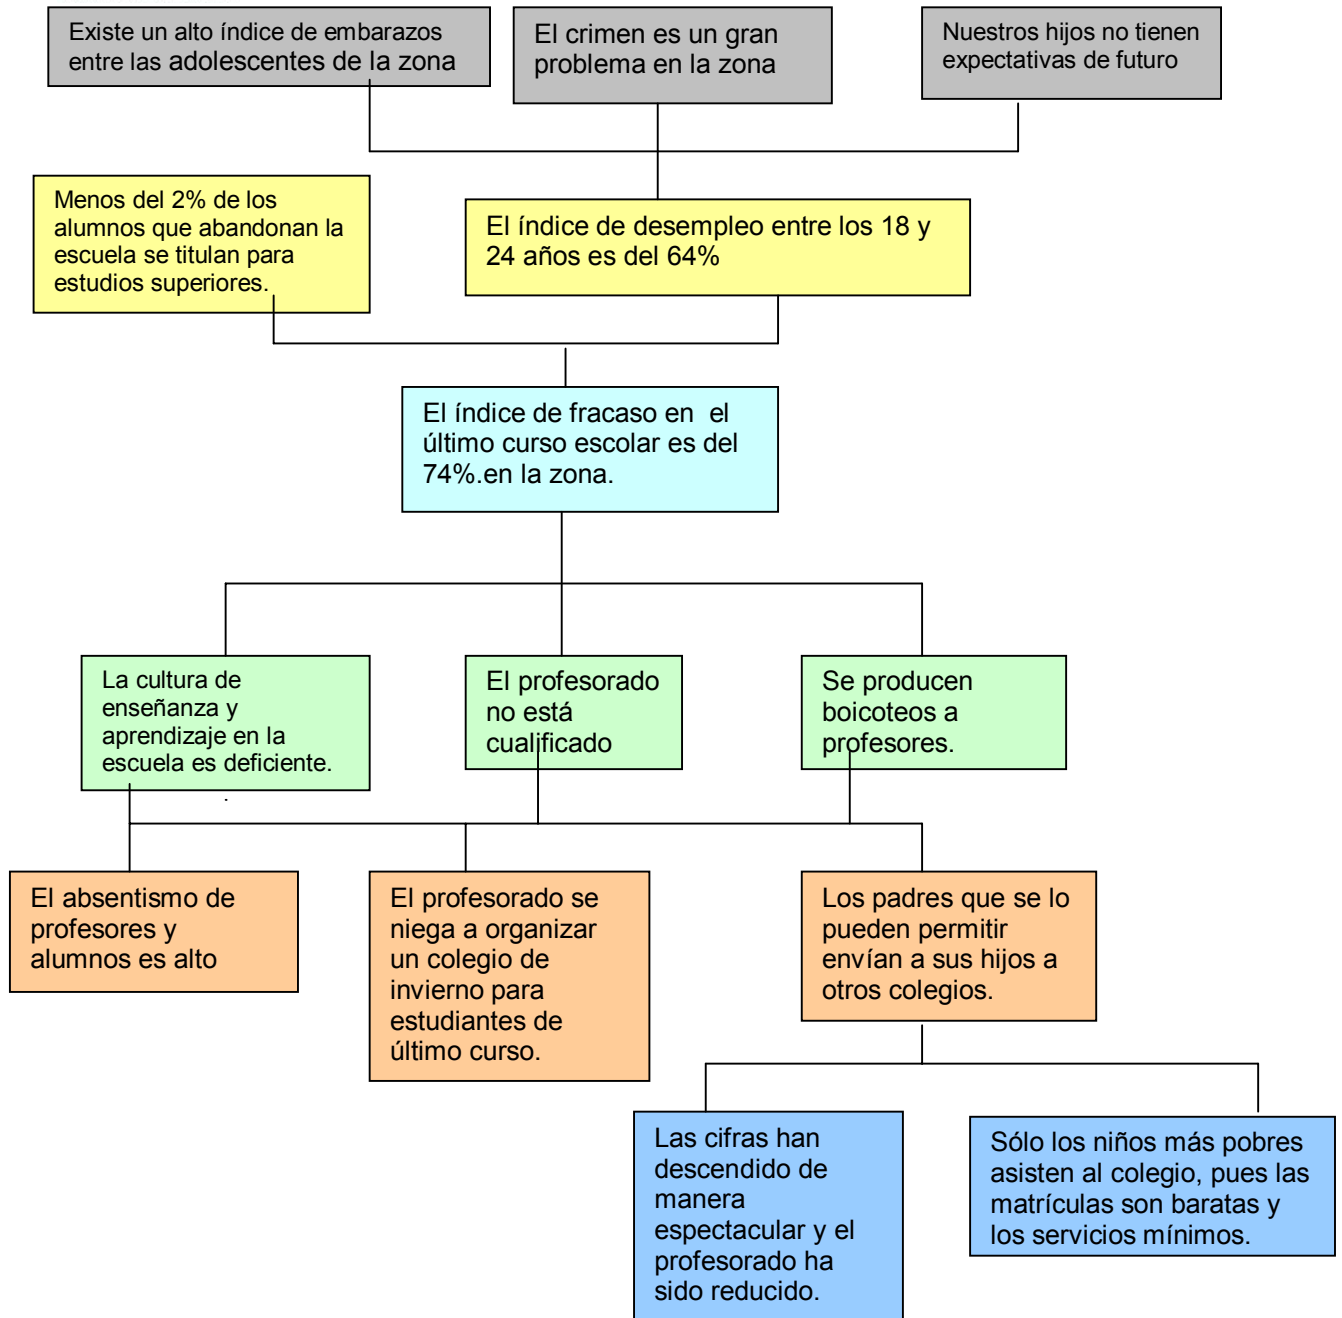 Existe un alto índice de embarazos
entre las adolescentes de la zona
El crimen es un gran
problema en la zona
Nuestros hijos no tienen
expectativas de futuro
Menos del 2% de los
alumnos que abandonan la
escuela se titulan para
estudios superiores.
El índice de desempleo entre los 18 y
24 años es del 64%
El índice de fracaso en el
último curso escolar es del
74%.en la zona.
La cultura de
enseñanza y
aprendizaje en la
escuela es deficiente.
.
El profesorado
no está
cualificado
Se producen
boicoteos a
profesores.
El absentismo de
profesores y
alumnos es alto
El profesorado se
niega a organizar
un colegio de
invierno para
estudiantes de
último curso.
Los padres que se lo
pueden permitir
envían a sus hijos a
otros colegios.
Las cifras han
descendido de
manera
espectacular y el
profesorado ha
sido reducido.
Sólo los niños más pobres
asisten al colegio, pues las
matrículas son baratas y
los servicios mínimos.